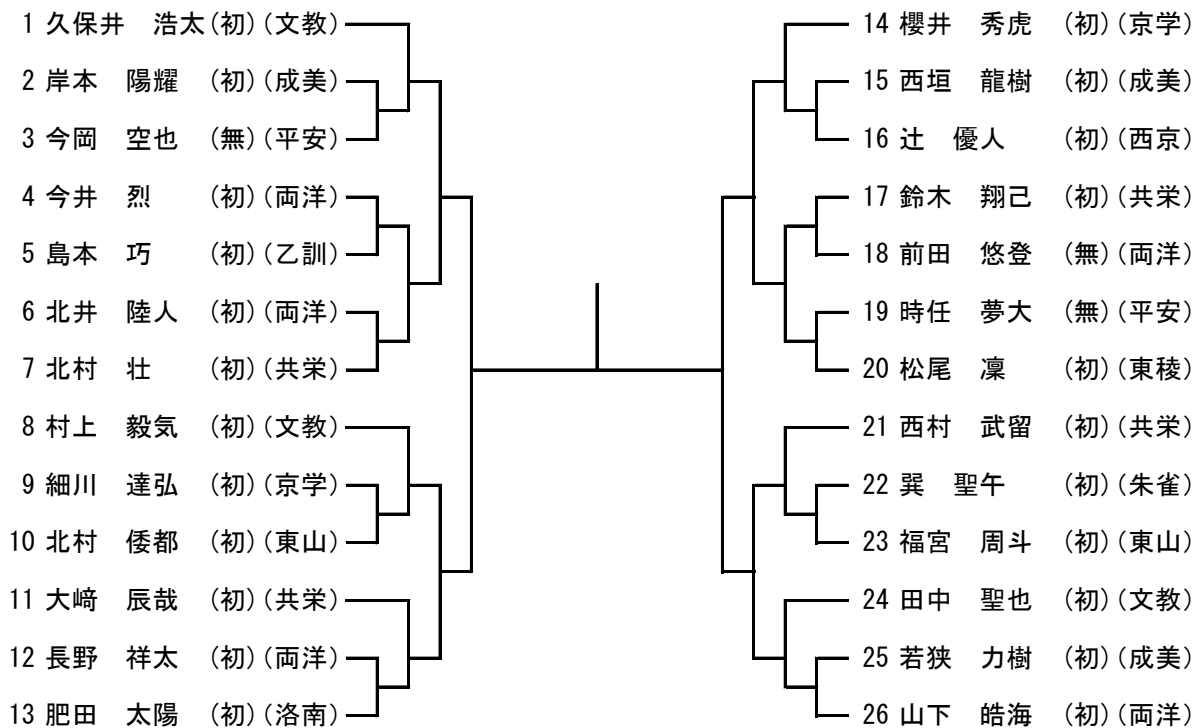 1 久保井　浩太(初)(文教)
2 岸本　陽耀　(初)(成美)
3 今岡　空也　(無)(平安)
4 今井　烈　　(初)(両洋)
5 島本　巧　　(初)(乙訓)
6 北井　陸人　(初)(両洋)
7 北村　壮　　(初)(共栄)
8 村上　毅気　(初)(文教)
9 細川　達弘　(初)(京学)
10 北村　倭都　(初)(東山)
11 大﨑　辰哉　(初)(共栄)
12 長野　祥太　(初)(両洋)
13 肥田　太陽　(初)(洛南)
14 櫻井　秀虎　(初)(京学)
15 西垣　龍樹　(初)(成美)
16 辻　優人　　(初)(西京)
17 鈴木　翔己　(初)(共栄)
18 前田　悠登　(無)(両洋)
19 時任　夢大　(無)(平安)
20 松尾　凜　　(初)(東稜)
21 西村　武留　(初)(共栄)
22 巽　聖午　　(初)(朱雀)
23 福宮　周斗　(初)(東山)
24 田中　聖也　(初)(文教)
25 若狭　力樹　(初)(成美)
26 山下　皓海　(初)(両洋)